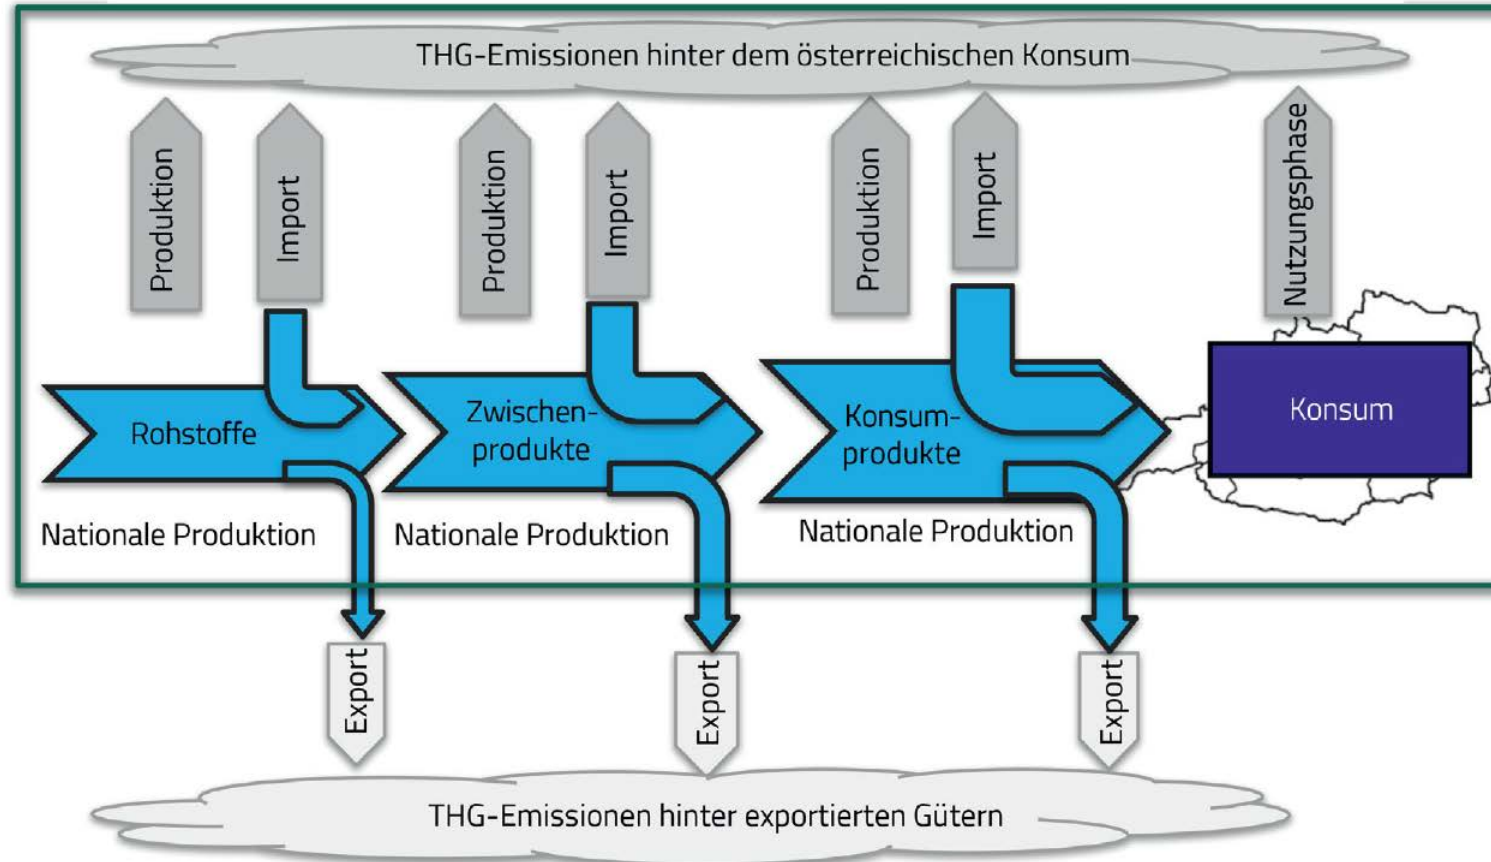 THG-Emissionen hinter dem österreichischen Konsum
Produktion
Import
Produktion
Import
Produktion
Import
Nutzungsphase
Rohstoffe
Zwischen-
produkte
Konsum-
produkte
Konsum
Nationale Produktion
Nationale Produktion
Nationale Produktion
Export
Export
Export
THG-Emissionen hinter exportierten Gütern